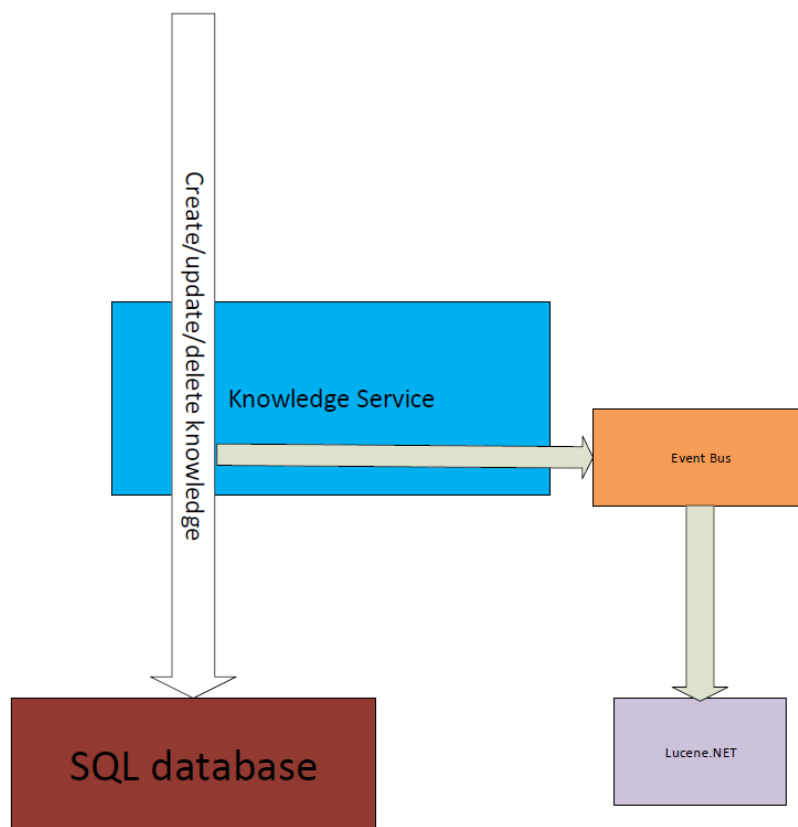 Create/update/delete knowledge
Knowledge Service
Event Bus
SQL database
Lucene.NET